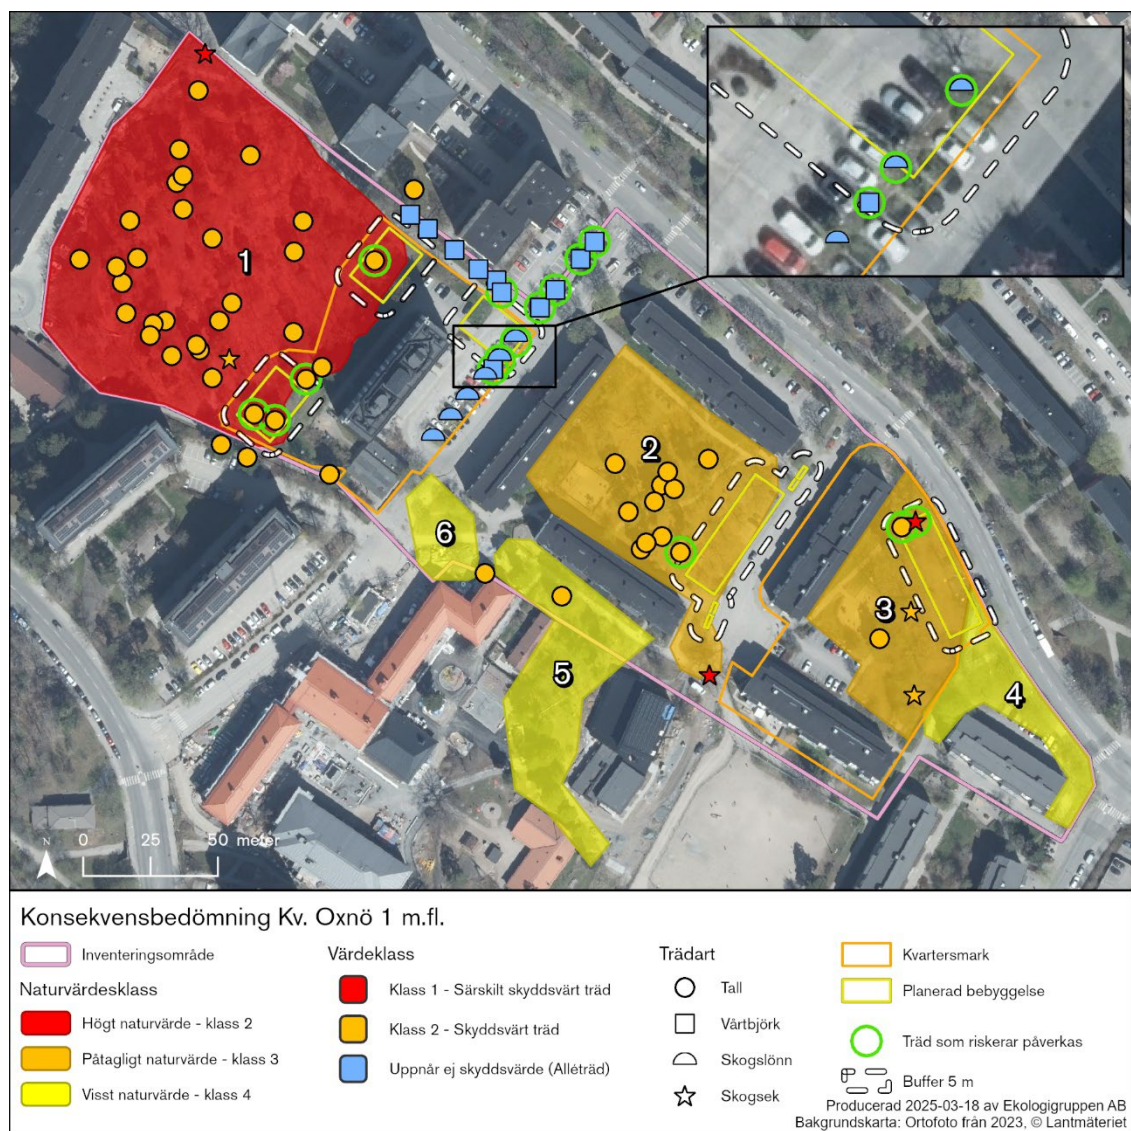 1
2
3
4
5
6
N
0 25 50 meter
Konsekvensbedömning Kv. Oxnö 1 m.fl.
Inventeringsområde
Naturvärdesklass
Högt naturvärde - klass 2
Påtagligt naturvärde - klass 3
Visst naturvärde - klass 4
Värdeklass
Klass 1 - Särskilt skyddsvärt träd
Klass 2 - Skyddsvärt träd
Uppnår ej skyddsvärde (Alléträd)
Trädart
Tall
Vårtbjörk
Skogslönn
Skogsek
Kvartersmark
Planerad bebyggelse
Träd som riskerar påverkas
Buffer 5 m
Producerad 2025-03-18 av Ekologigruppen AB
Bakgrundskarta: Ortofoto från 2023, © Lantmäteriet